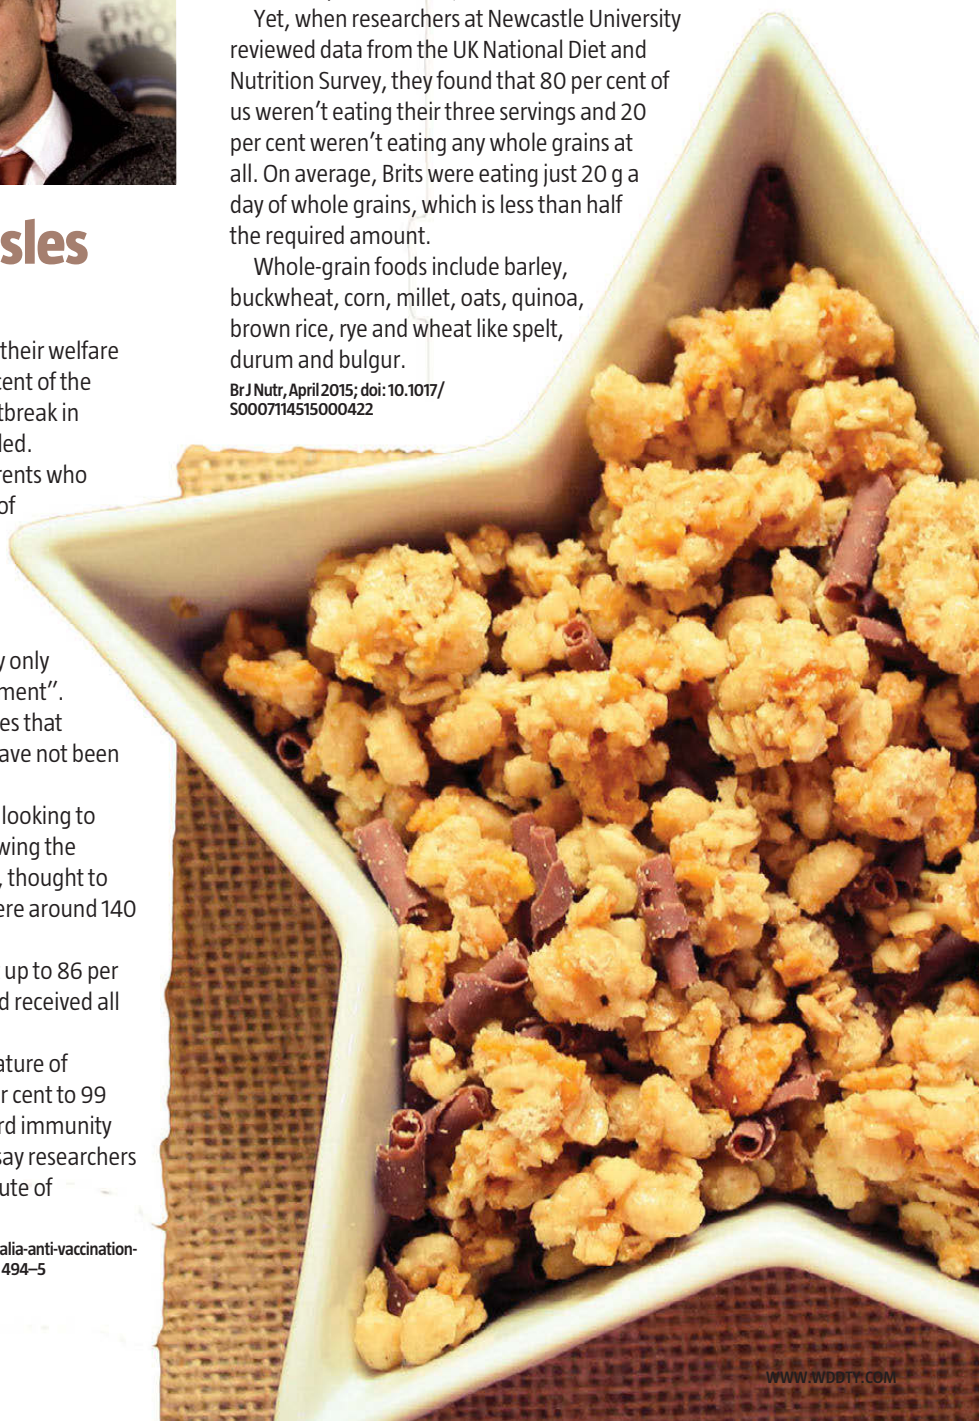 PRO
SIMO
sles
their welfare
cent of the
tbreak in
led.
rents who
of
y only
ment”.
es that
ave not been
looking to
wing the
, thought to
ere around 140
up to 86 per
d received all
ature of
r cent to 99
rd immunity
say researchers
ute of
alia-anti-vaccination-
494–5
Yet, when researchers at Newcastle University
reviewed data from the UK National Diet and
Nutrition Survey, they found that 80 per cent of
us weren’t eating their three servings and 20
per cent weren’t eating any whole grains at
all. On average, Brits were eating just 20 g a
day of whole grains, which is less than half
the required amount.
Whole-grain foods include barley,
buckwheat, corn, millet, oats, quinoa,
brown rice, rye and wheat like spelt,
durum and bulgur.
Br J Nutr, April 2015; doi: 10.1017/
S0007114515000422
WWW.WDDTY.COM